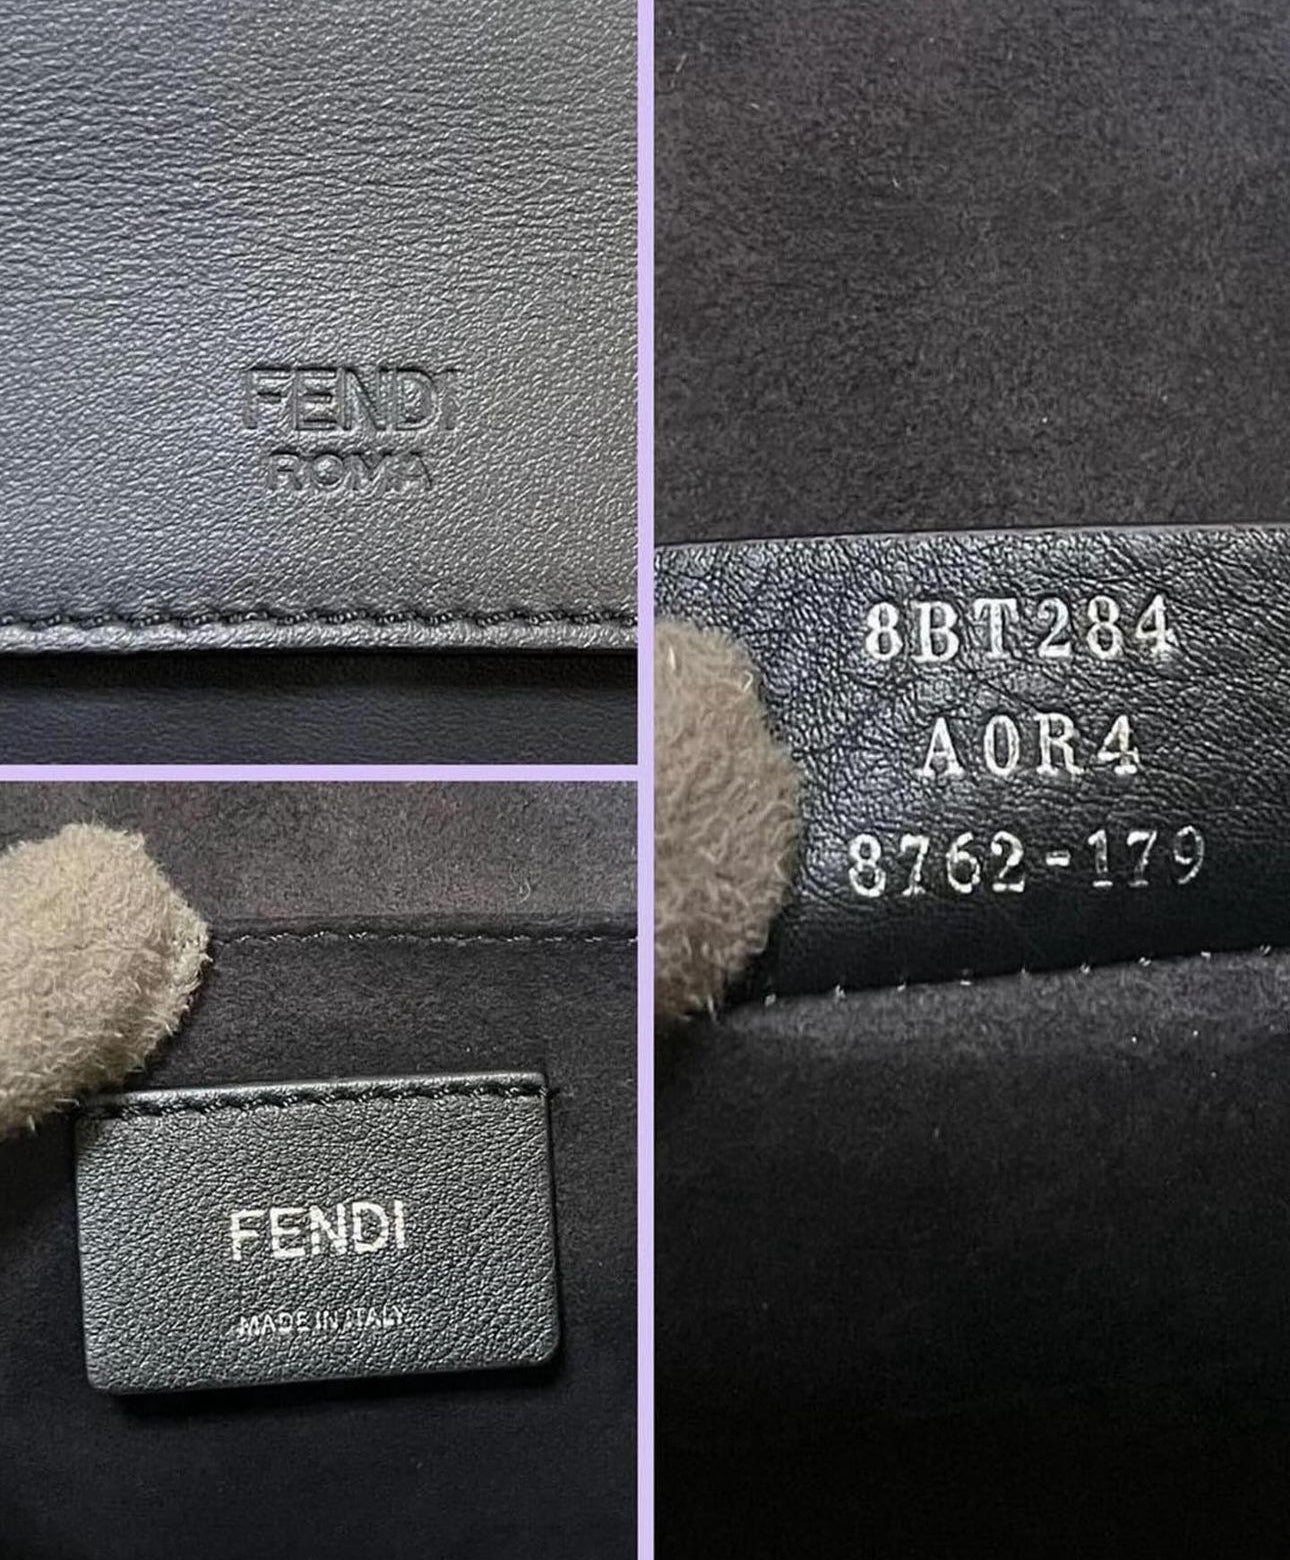 FENDI
ROMA
FENDI
MADE IN ITALY
8BT284
A0R4
8762-179